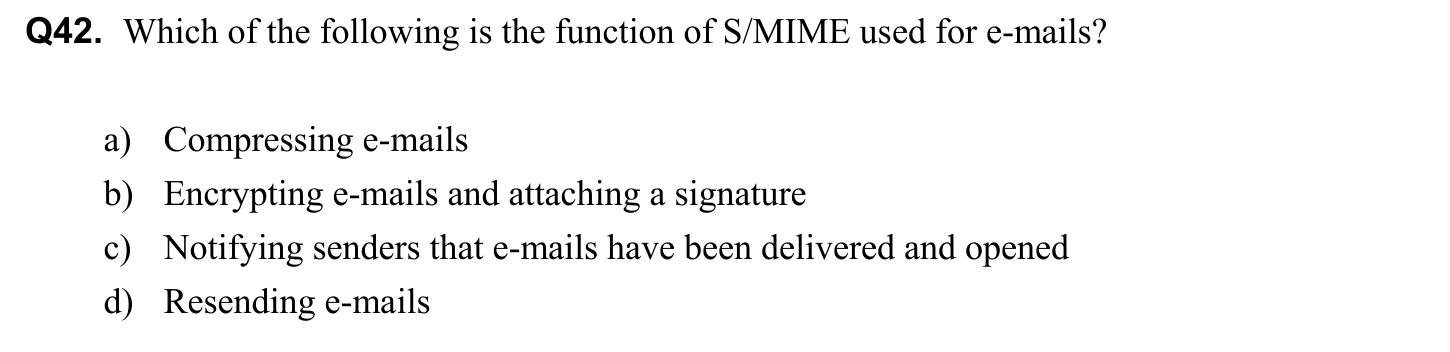 Q42. Which of the following is the function of S/MIME used for e-mails?
a) Compressing e-mails
b) Encrypting e-mails and attaching a signature
c) Notifying senders that e-mails have been delivered and opened
d) Resending e-mails